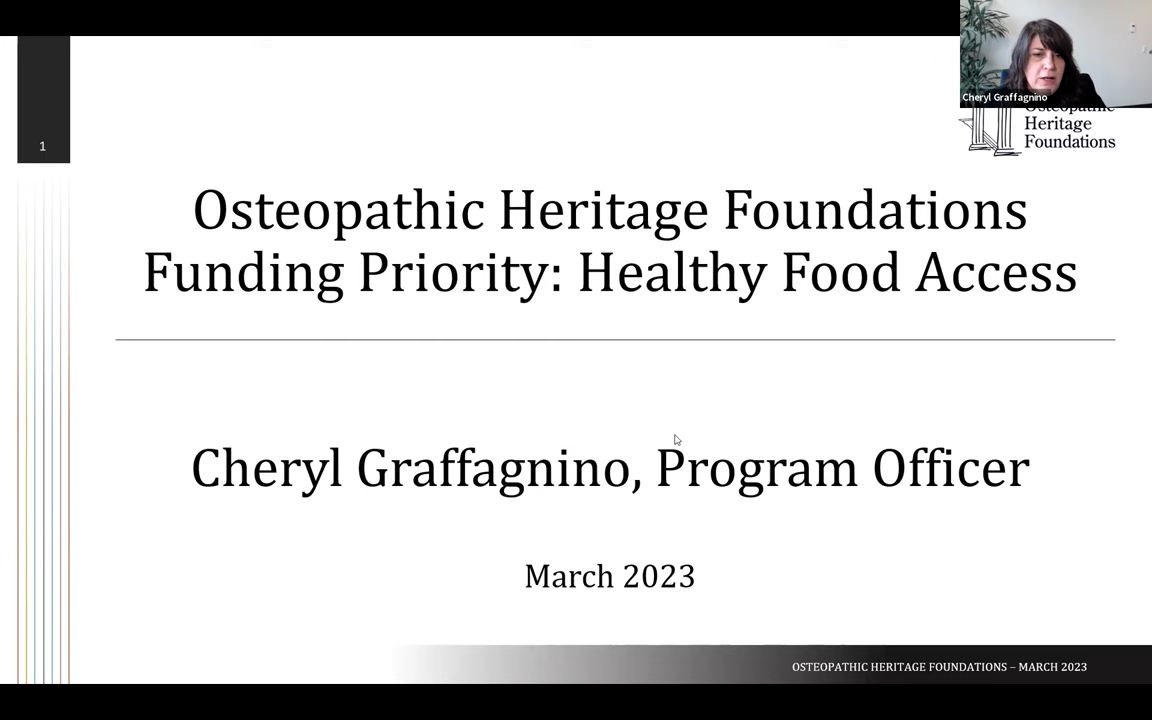 Cheryl Graffagnino
Osteopathic
Heritage
Foundations
1
Osteopathic Heritage Foundations
Funding Priority: Healthy Food Access
Cheryl Graffagnino, Program Officer
March 2023
OSTEOPATHIC HERITAGE FOUNDATIONS – MARCH 2023